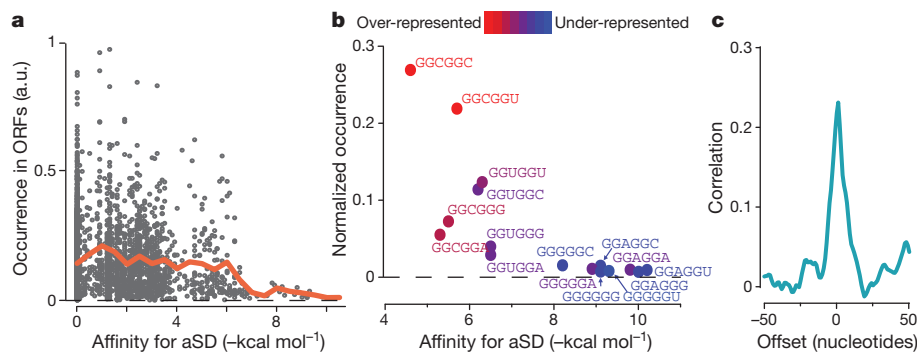 a
1
0.5
0
Occurrence in ORFs (a.u.)
0 4 8
Affinity for aSD (–kcal mol–1)
b
Over-represented Under-represented
0.3
0.2
0.1
0
Normalized occurrence
GGCGGC
GGCGGU
GGUGGU
GGUGGC
GGCGGG
GGCGGA
GGUGGG
GGUGGA
GGGGGC
GGAGGC
GGAGGA
GGAGGU
GGGGGA
GGAGGG
GGGGGG
GGGGGU
4 6 8 10
Affinity for aSD (–kcal mol–1)
c
0.3
0.2
0.1
0
Correlation
–50 0 50
Offset (nucleotides)